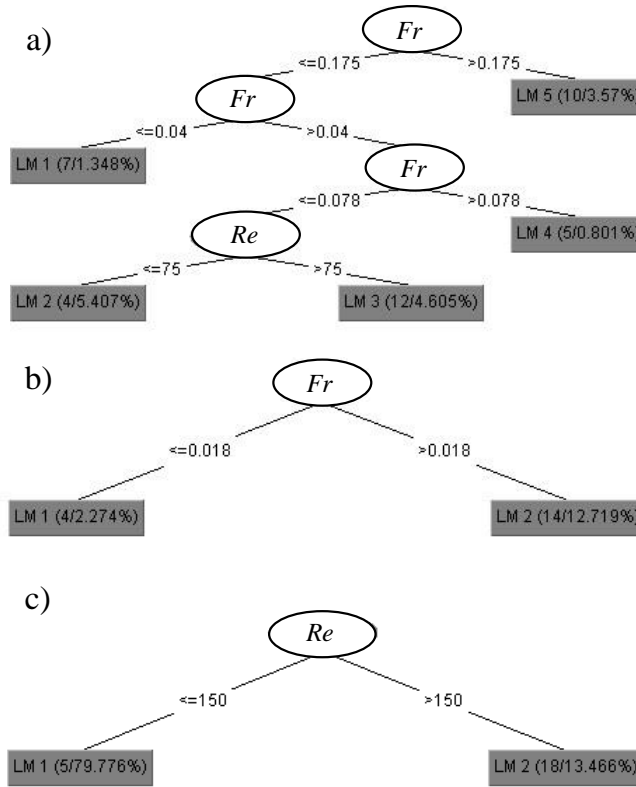 a)
Fr
<=0.175
>0.175
Fr
LM 5 (10/3.57%)
<=0.04
>0.04
LM 1 (7/1.348%)
Fr
<=0.078
>0.078
Re
LM 4 (5/0.801%)
<=75
>75
LM 2 (4/5.407%)
LM 3 (12/4.605%)
b)
Fr
<=0.018
>0.018
LM 1 (4/2.274%)
LM 2 (14/12.719%)
c)
Re
<=150
>150
LM 1 (5/79.776%)
LM 2 (18/13.466%)